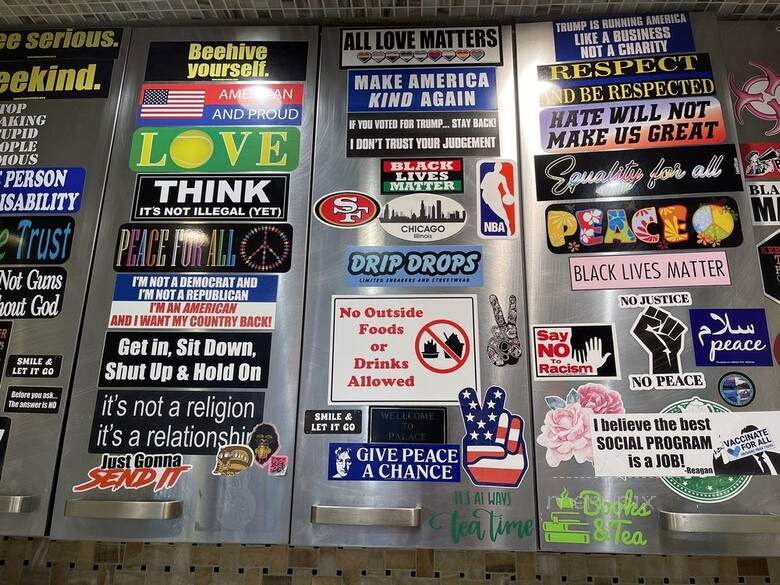 e serious.
eekind.
TOP
AKING
UPID
OPLE
MOUS
PERSON
ISABILITY
e Trust
Not Guns
hout God
SMILE &
LET IT GO
Before you ask...
The answer is NO
Beehive
yourself.
AMERICAN
AND PROUD
LOVE
THINK
IT'S NOT ILLEGAL (YET)
PEACE FOR ALL
I'M NOT A DEMOCRAT AND
I'M NOT A REPUBLICAN
I'M AN AMERICAN
AND I WANT MY COUNTRY BACK!
Get in, Sit Down,
Shut Up & Hold On
it's not a religion
it's a relationship
Just Gonna
SEND IT
ALL LOVE MATTERS
MAKE AMERICA
KIND AGAIN
IF YOU VOTED FOR TRUMP... STAY BACK!
I DON'T TRUST YOUR JUDGEMENT
BLACK
LIVES
MATTER
SF
CHICAGO
Illinois
NBA
DRIP DROPS
LIMITED SNEAKERS AND STREETWEAR
No Outside
Foods
or
Drinks
Allowed
SMILE &
LET IT GO
WELCOME
TO
PALACE
GIVE PEACE
A CHANCE
IT'S ALWAYS
tea time
TRUMP IS RUNNING AMERICA
LIKE A BUSINESS
NOT A CHARITY
RESPECT
AND BE RESPECTED
HATE WILL NOT
MAKE US GREAT
Equality for all
PEACE
BLACK LIVES MATTER
NO JUSTICE
NO PEACE
Say
NO
To
Racism
سلام
peace
I believe the best
SOCIAL PROGRAM
is a JOB!
-Reagan
VACCINATE
FOR ALL
Books
& Tea
BLA
MI